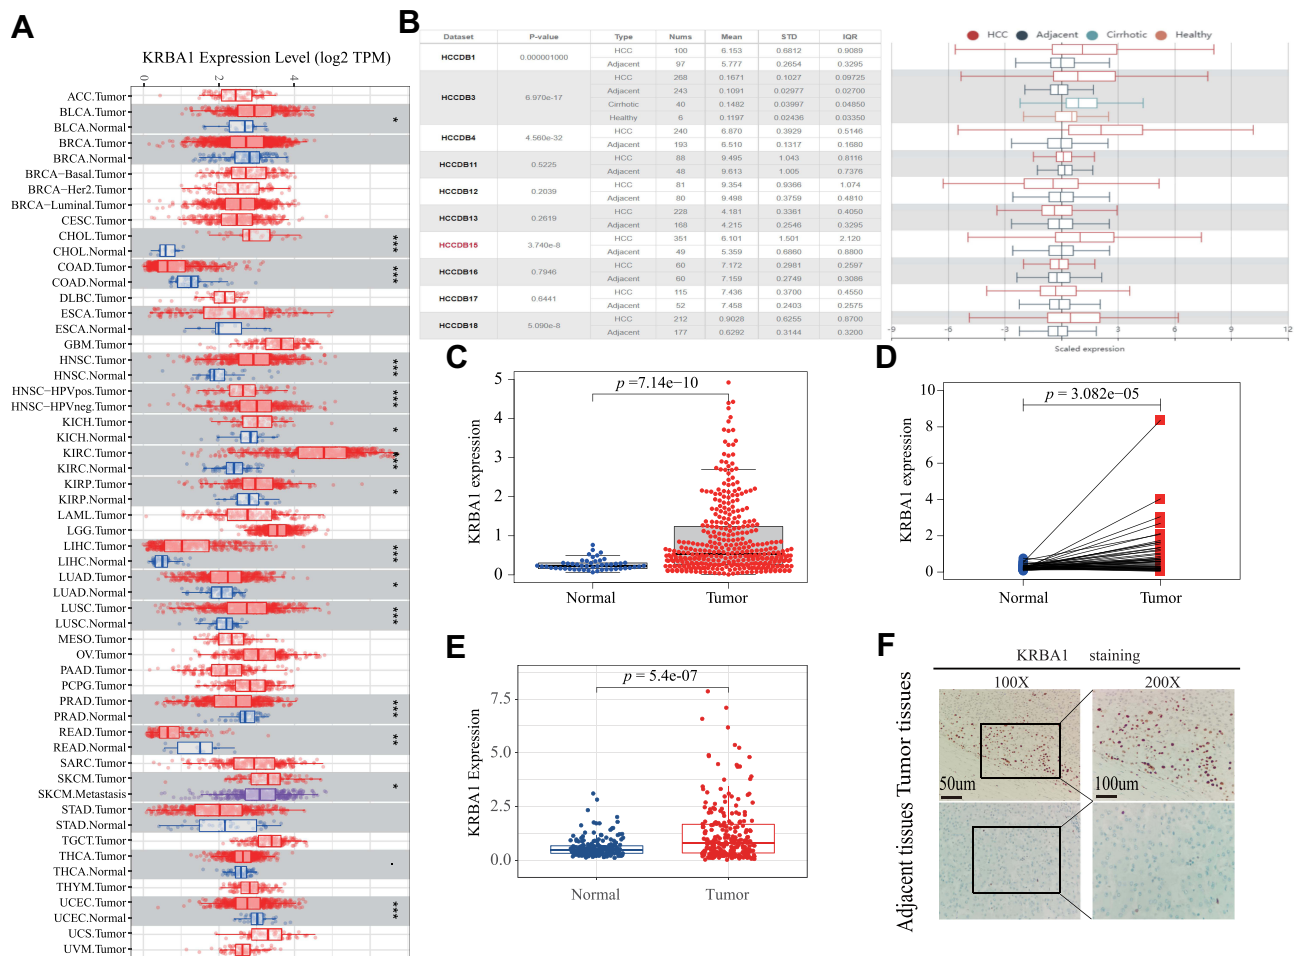 A
KRBA1 Expression Level (log2 TPM)
0 2 4
ACC.Tumor
BLCA.Tumor
BLCA.Normal
*
BRCA.Tumor
BRCA.Normal
BRCA−Basal.Tumor
BRCA−Her2.Tumor
BRCA−Luminal.Tumor
CESC.Tumor
CHOL.Tumor
CHOL.Normal
***
COAD.Tumor
COAD.Normal
***
DLBC.Tumor
ESCA.Tumor
ESCA.Normal
GBM.Tumor
HNSC.Tumor
HNSC.Normal
***
HNSC−HPVpos.Tumor
HNSC−HPVneg.Tumor
***
KICH.Tumor
KICH.Normal
*
KIRC.Tumor
KIRC.Normal
***
KIRP.Tumor
KIRP.Normal
*
LAML.Tumor
LGG.Tumor
LIHC.Tumor
LIHC.Normal
***
LUAD.Tumor
LUAD.Normal
*
LUSC.Tumor
LUSC.Normal
***
MESO.Tumor
OV.Tumor
PAAD.Tumor
PCPG.Tumor
PRAD.Tumor
PRAD.Normal
***
READ.Tumor
READ.Normal
**
SARC.Tumor
SKCM.Tumor
SKCM.Metastasis
*
STAD.Tumor
STAD.Normal
TGCT.Tumor
THCA.Tumor
THCA.Normal
.
THYM.Tumor
UCEC.Tumor
UCEC.Normal
***
UCS.Tumor
UVM.Tumor
B
Dataset P-value Type Nums Mean STD IQR
HCCDB1 0.000001000 HCC 100 6.153 0.6812 0.9089
Adjacent 97 5.777 0.2654 0.3295
HCCDB3 6.970e-17 HCC 268 0.1671 0.1027 0.09725
Adjacent 243 0.1091 0.02977 0.02700
Cirrhotic 40 0.1482 0.03997 0.04850
Healthy 6 0.1197 0.02436 0.03350
HCCDB4 4.560e-32 HCC 240 6.870 0.3929 0.5146
Adjacent 193 6.510 0.1317 0.1680
HCCDB11 0.5225 HCC 88 9.495 1.043 0.8116
Adjacent 48 9.613 1.005 0.7376
HCCDB12 0.2039 HCC 81 9.354 0.9366 1.074
Adjacent 80 9.498 0.3759 0.4810
HCCDB13 0.2619 HCC 228 4.181 0.3361 0.4050
Adjacent 168 4.215 0.2546 0.3295
HCCDB15 3.740e-8 HCC 351 6.101 1.501 2.120
Adjacent 49 5.359 0.6860 0.8800
HCCDB16 0.7946 HCC 60 7.172 0.2981 0.2597
Adjacent 60 7.159 0.2749 0.3086
HCCDB17 0.6441 HCC 115 7.436 0.3700 0.4550
Adjacent 52 7.458 0.2403 0.2575
HCCDB18 5.090e-8 HCC 212 0.9028 0.6255 0.8700
Adjacent 177 0.6292 0.3144 0.3200
HCC Adjacent Cirrhotic Healthy
-9 -6 -3 0 3 6 9 12
Scaled expression
C
KRBA1 expression
5
4
3
2
1
0
p =7.14e−10
Normal Tumor
D
KRBA1 expression
10
8
6
4
2
0
p = 3.082e−05
Normal Tumor
E
KRBA1 Expression
7.5
5.0
2.5
0.0
p = 5.4e-07
Normal Tumor
F
KRBA1 staining
100X 200X
Tumor tissues
50um 100um
Adjacent tissues